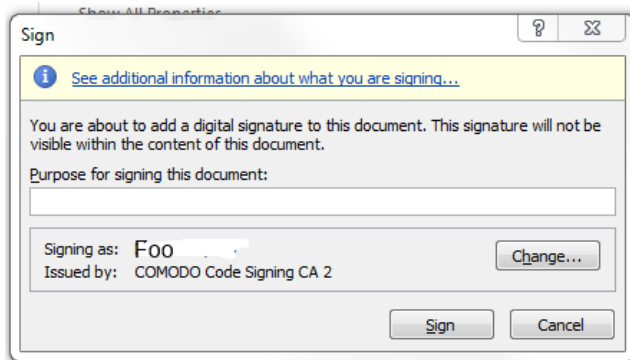 Show All Properties
Sign
?
See additional information about what you are signing...
You are about to add a digital signature to this document. This signature will not be
visible within the content of this document.
Purpose for signing this document:
Signing as: Foo
Change...
Issued by: COMODO Code Signing CA 2
Sign
Cancel